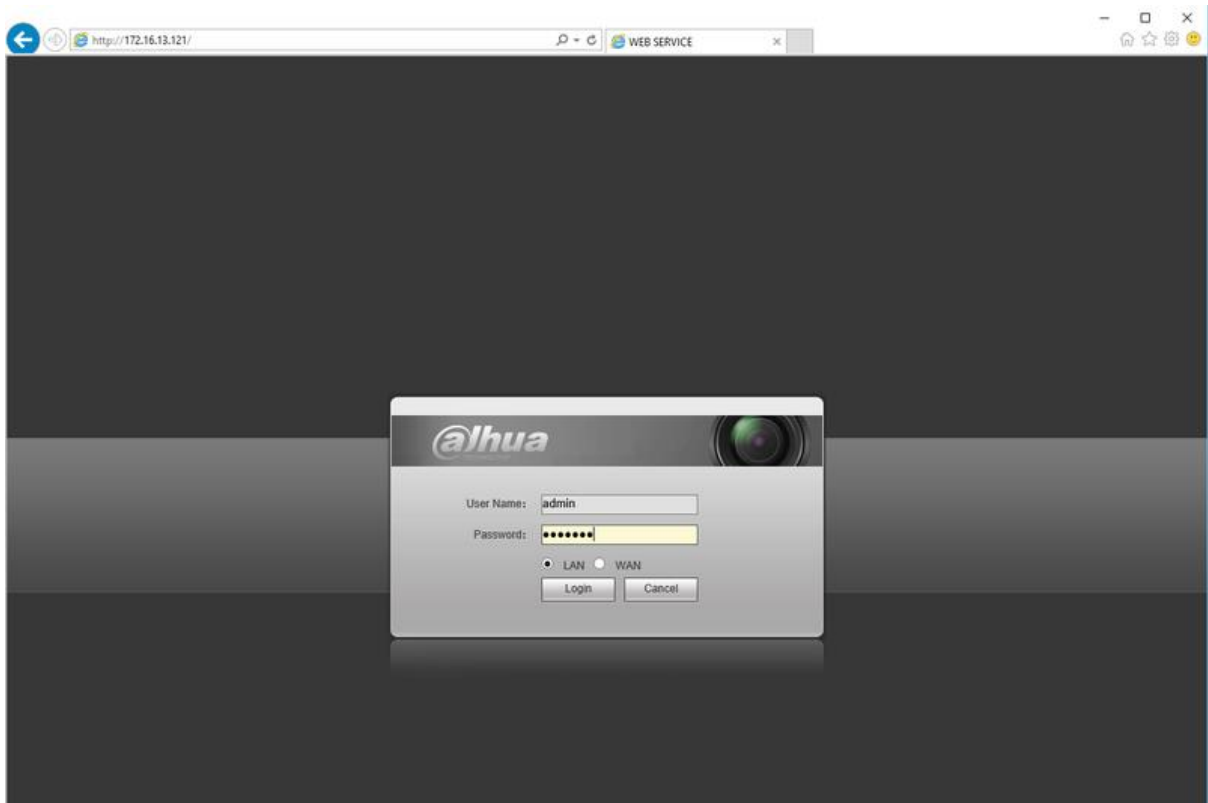 http://172.16.13.121/
WEB SERVICE
alhua
User Name:
admin
Password:
•••••••
LAN
WAN
Login
Cancel